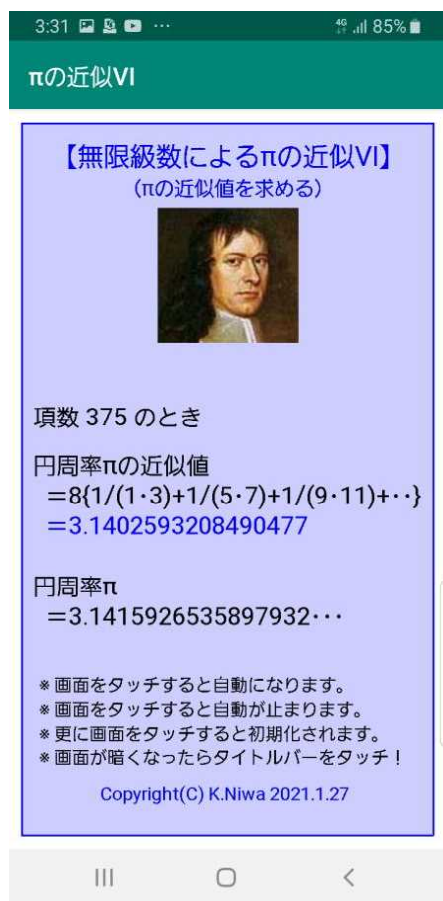 3:31 ··· 4G 85%
πの近似VI
【無限級数によるπの近似VI】
(πの近似値を求める)
項数 375 のとき
円周率πの近似値
=8{1/(1·3)+1/(5·7)+1/(9·11)+··}
=3.1402593208490477
円周率π
=3.1415926535897932···
※画面をタッチすると自動になります。
※画面をタッチすると自動が止まります。
※更に画面をタッチすると初期化されます。
※画面が暗くなったらタイトルバーをタッチ!
Copyright(C) K.Niwa 2021.1.27